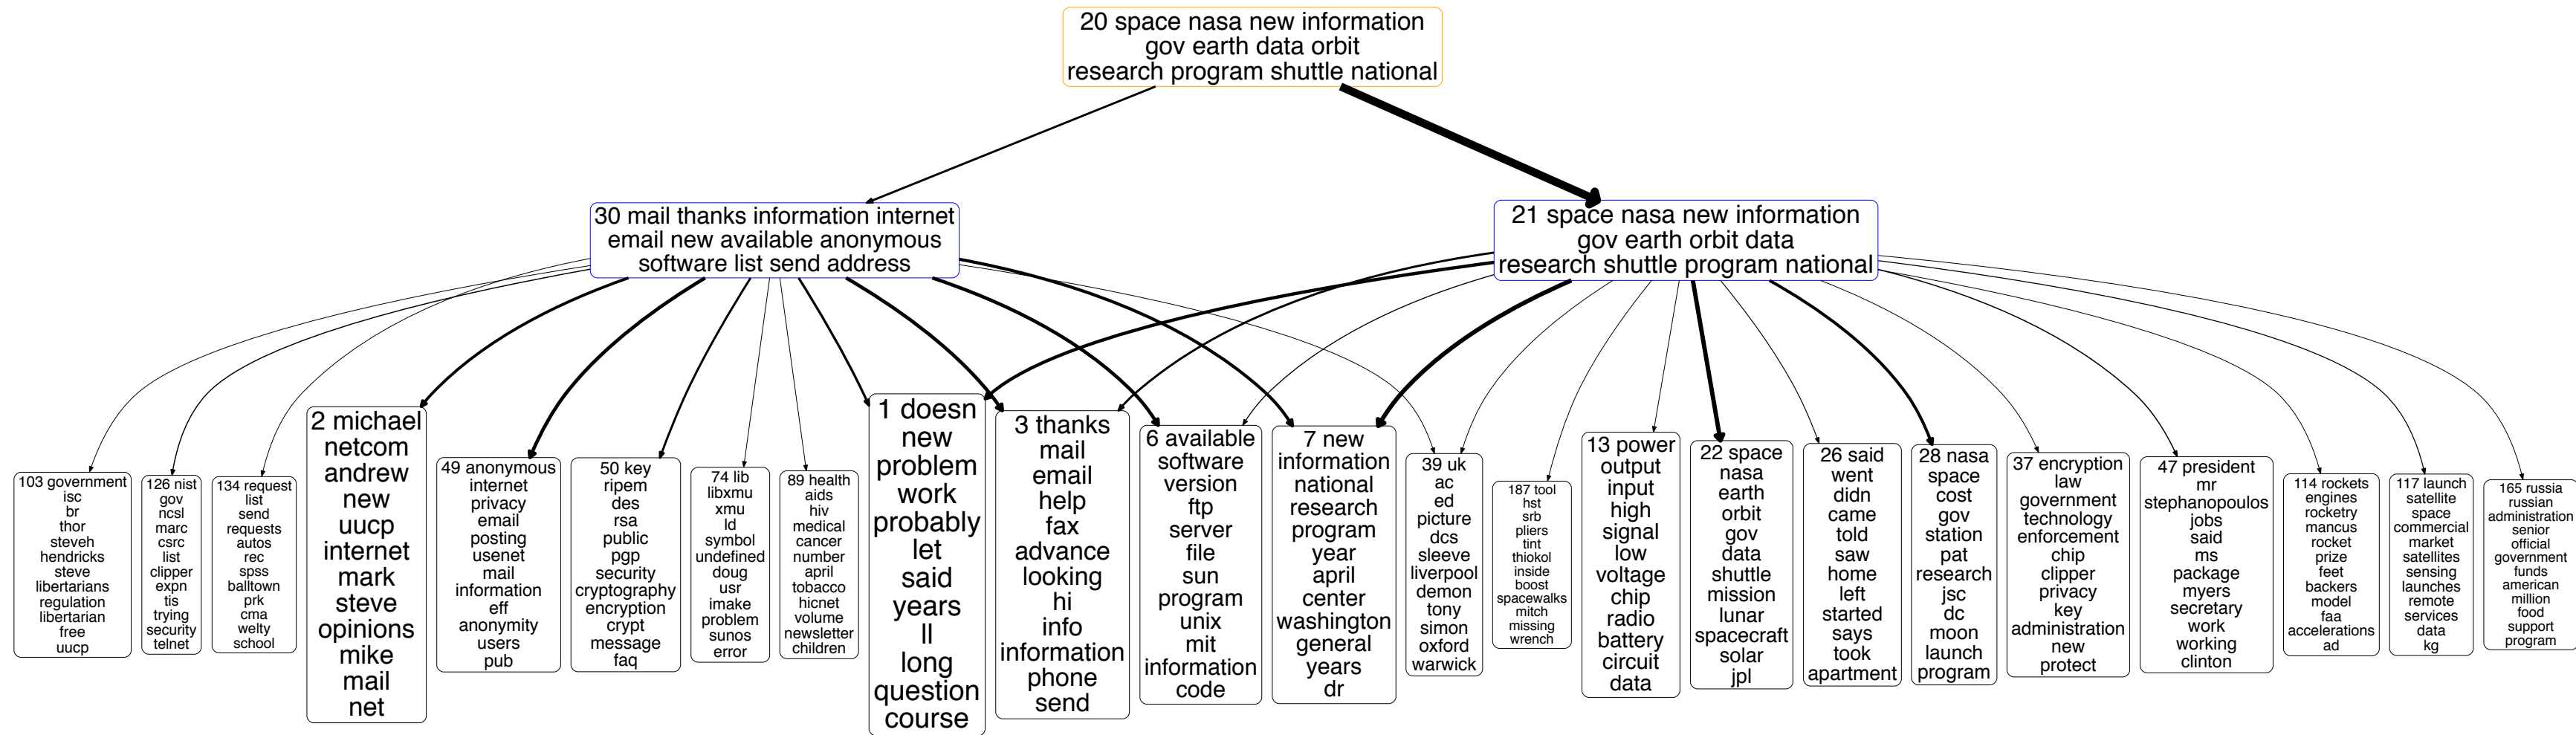 20 space nasa new information
gov earth data orbit
research program shuttle national
30 mail thanks information internet
email new available anonymous
software list send address
21 space nasa new information
gov earth orbit data
research shuttle program national
103 government
isc
br
thor
steveh
hendricks
steve
libertarians
regulation
libertarian
free
uucp
126 nist
gov
ncsl
marc
csrc
list
clipper
expn
tis
trying
security
telnet
134 request
list
send
requests
autos
rec
spss
balltown
prk
cma
welty
school
2 michael
netcom
andrew
new
uucp
internet
mark
steve
opinions
mike
mail
net
49 anonymous
internet
privacy
email
posting
usenet
mail
information
eff
anonymity
users
pub
50 key
ripem
des
rsa
public
pgp
security
cryptography
encryption
crypt
message
faq
74 lib
libxmu
xmu
ld
symbol
undefined
doug
usr
imake
problem
sunos
error
89 health
aids
hiv
medical
cancer
number
april
tobacco
hicnet
volume
newsletter
children
1 doesn
new
problem
work
probably
let
said
years
ll
long
question
course
3 thanks
mail
email
help
fax
advance
looking
hi
info
information
phone
send
6 available
software
version
ftp
server
file
sun
program
unix
mit
information
code
7 new
information
national
research
program
year
april
center
washington
general
years
dr
39 uk
ac
ed
picture
dcs
sleeve
liverpool
demon
tony
simon
oxford
warwick
187 tool
hst
srb
pliers
tint
thiokol
inside
boost
spacewalks
mitch
missing
wrench
13 power
output
input
high
signal
low
voltage
chip
radio
battery
circuit
data
22 space
nasa
earth
orbit
gov
data
shuttle
mission
lunar
spacecraft
solar
jpl
26 said
went
didn
came
told
saw
home
left
started
says
took
apartment
28 nasa
space
cost
gov
station
pat
research
jsc
dc
moon
launch
program
37 encryption
law
government
technology
enforcement
chip
clipper
privacy
key
administration
new
protect
47 president
mr
stephanopoulos
jobs
said
ms
package
myers
secretary
work
working
clinton
114 rockets
engines
rocketry
mancus
rocket
prize
feet
backers
model
faa
accelerations
ad
117 launch
satellite
space
commercial
market
satellites
sensing
launches
remote
services
data
kg
165 russia
russian
administration
senior
official
government
funds
american
million
food
support
program